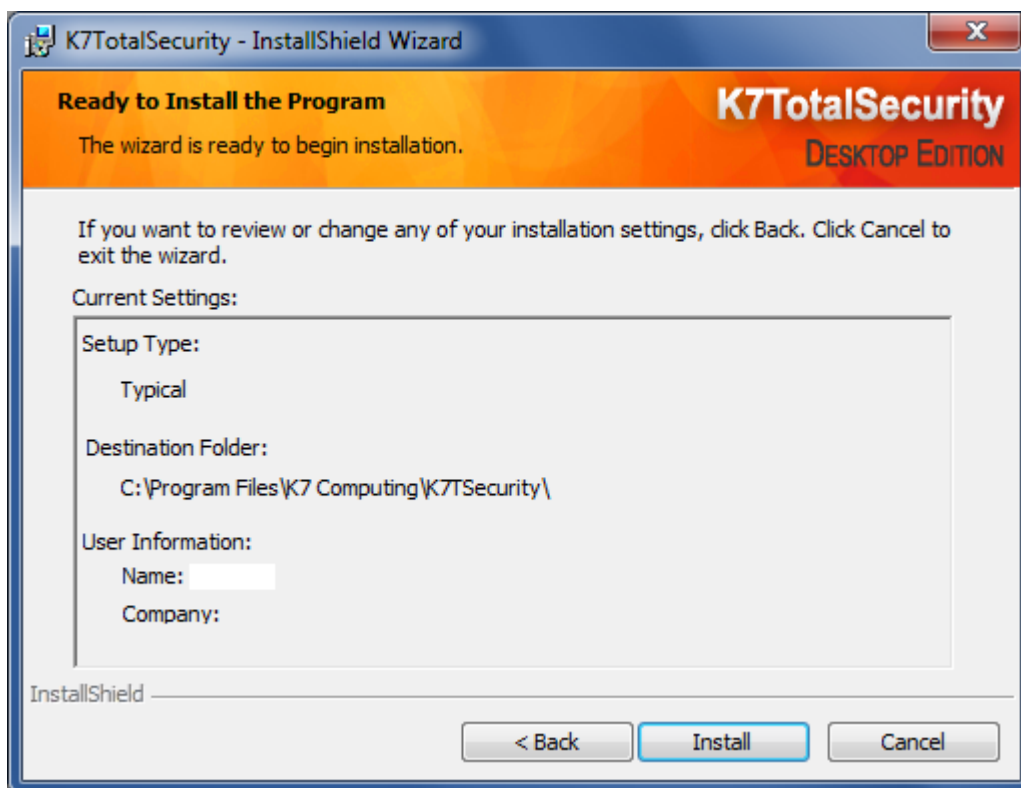 K7TotalSecurity - InstallShield Wizard
Ready to Install the Program
The wizard is ready to begin installation.
K7TotalSecurity
DESKTOP EDITION
If you want to review or change any of your installation settings, click Back. Click Cancel to
exit the wizard.
Current Settings:
Setup Type:
Typical
Destination Folder:
C:\Program Files\K7 Computing\K7TSecurity\
User Information:
Name:
Company:
InstallShield
< Back
Install
Cancel